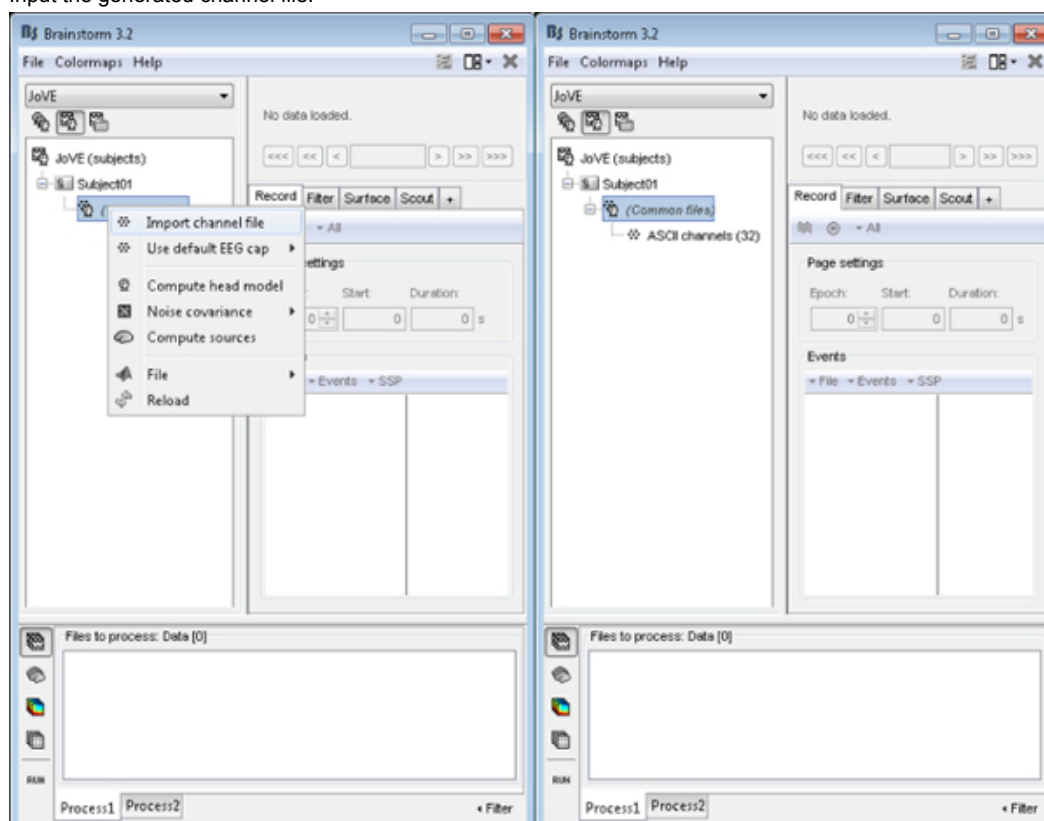 Input the generated channel file.
Brainstorm 3.2
File Colormaps Help
JoVE
JoVE (subjects)
Subject01
(
Import channel file
Use default EEG cap
Compute head model
Noise covariance
Compute sources
File
Reload
No data loaded.
<<< << < > >> >>>
Record Filter Surface Scout +
All
ettings
: Start: Duration:
0 0 0 s
Events SSP
Files to process: Data [0]
RUN
Process1 Process2
Filter
Brainstorm 3.2
File Colormaps Help
JoVE
JoVE (subjects)
Subject01
(Common files)
ASCII channels (32)
No data loaded.
<<< << < > >> >>>
Record Filter Surface Scout +
All
Page settings
Epoch: Start: Duration:
0 0 0 s
Events
File Events SSP
Files to process: Data [0]
RUN
Process1 Process2
Filter